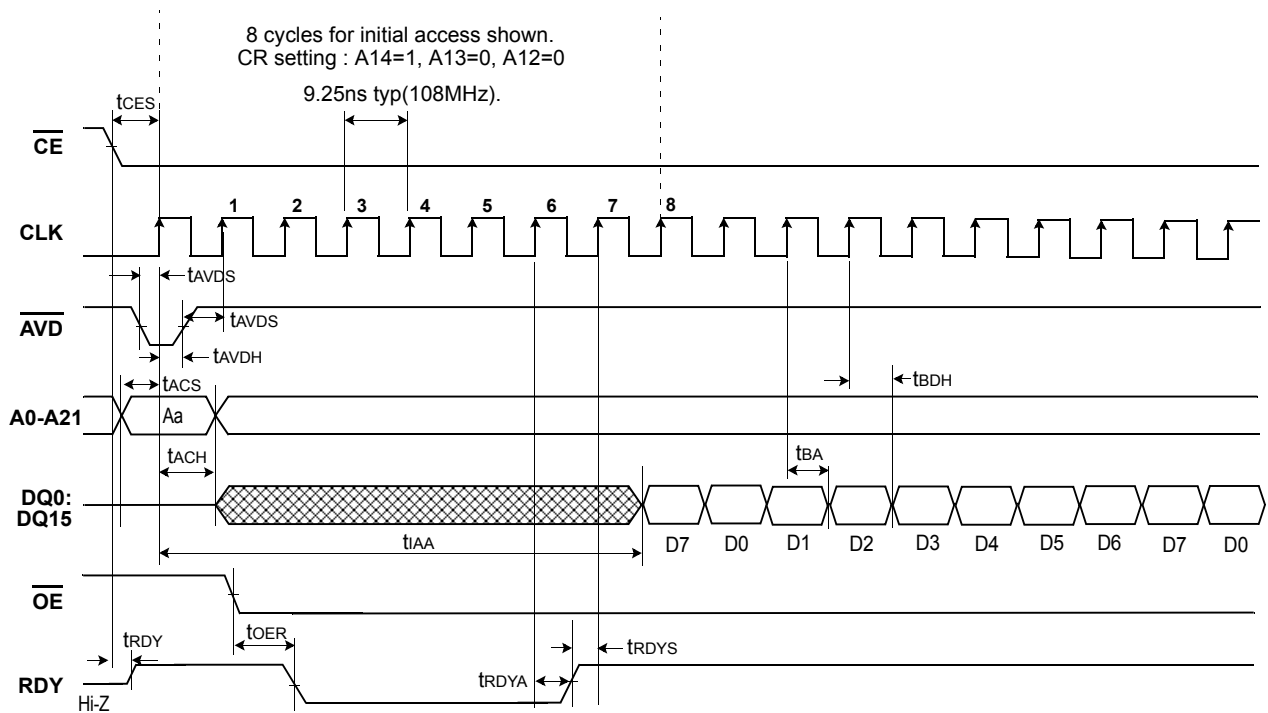 8 cycles for initial access shown.
CR setting : A14=1, A13=0, A12=0
9.25ns typ(108MHz).
tCES
CE
1 2 3 4 5 6 7 8
CLK
tAVDS
AVD
tAVDS
tAVDH
tACS
tBDH
A0-A21
Aa
tACH
tBA
DQ0:
DQ15
tIAA
D7 D0 D1 D2 D3 D4 D5 D6 D7 D0
OE
tOER
tRDY
tRDYS
tRDYA
RDY
Hi-Z